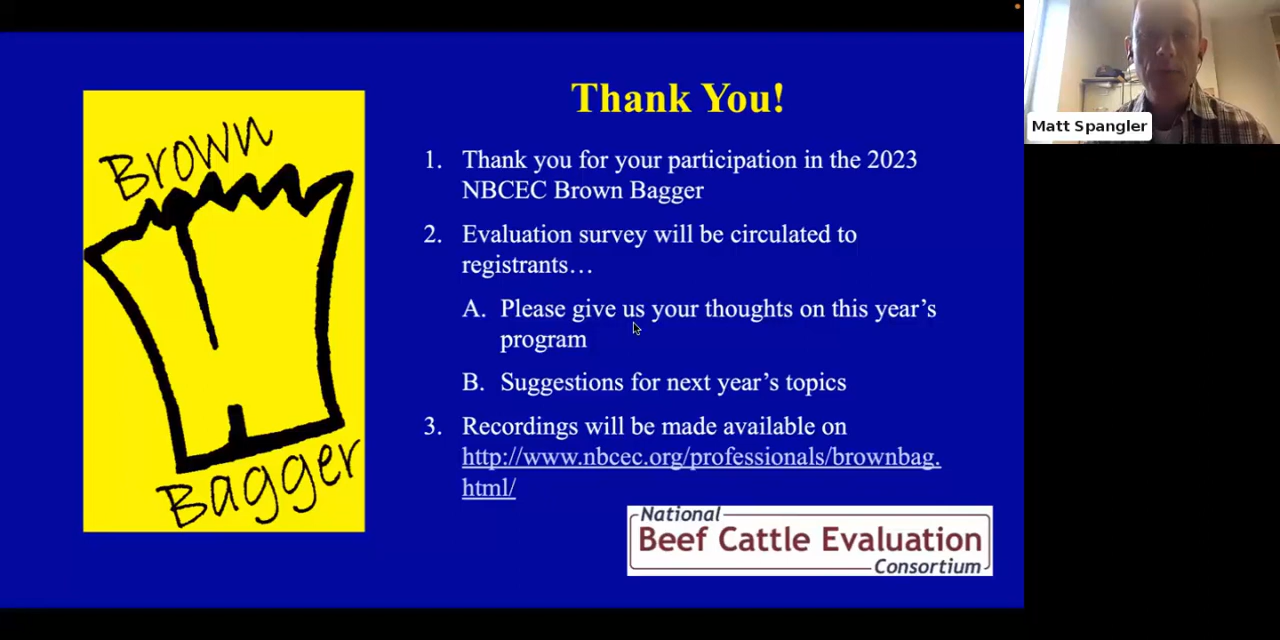 Brown
Bagger
Thank You!
1. Thank you for your participation in the 2023
NBCEC Brown Bagger
2. Evaluation survey will be circulated to
registrants…
A. Please give us your thoughts on this year’s
program
B. Suggestions for next year’s topics
3. Recordings will be made available on
http://www.nbcec.org/professionals/brownbag.
html/
National
Beef Cattle Evaluation
Consortium
Matt Spangler